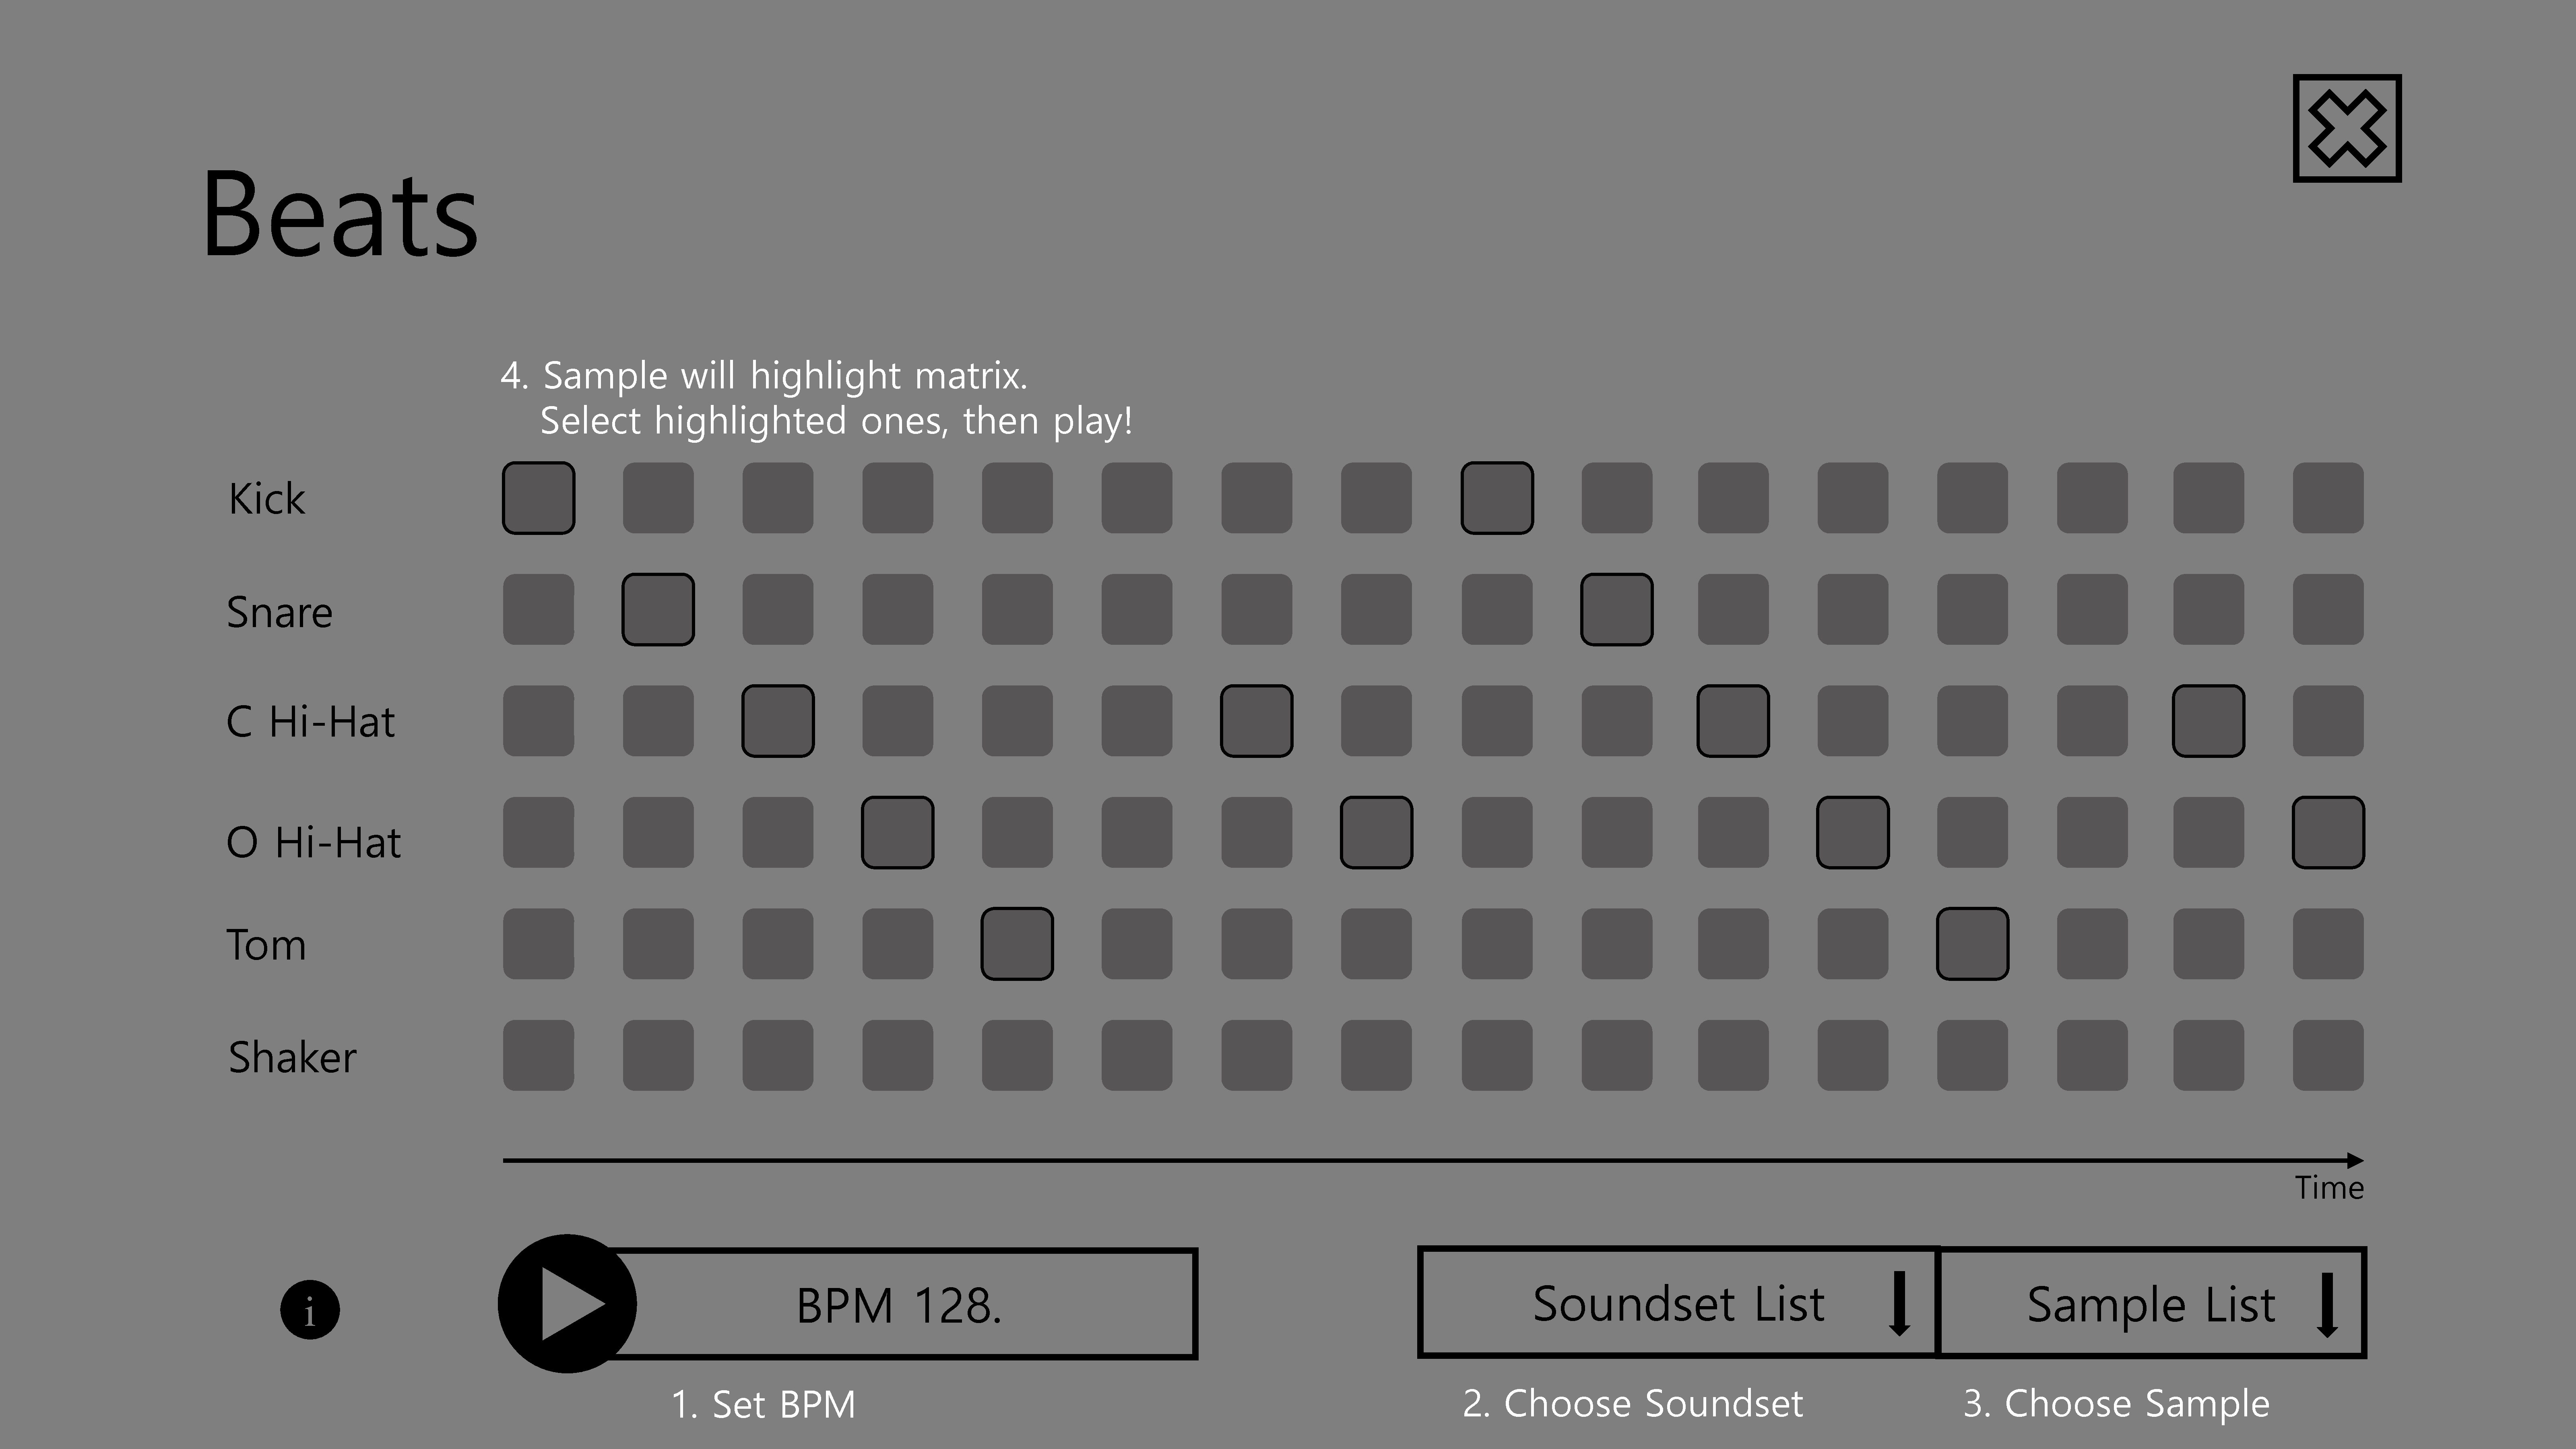 Beats
4. Sample will highlight matrix.
Select highlighted ones, then play!
Kick
Snare
C Hi-Hat
O Hi-Hat
Tom
Shaker
Time
i
BPM 128.
Soundset List
Sample List
1. Set BPM
2. Choose Soundset
3. Choose Sample